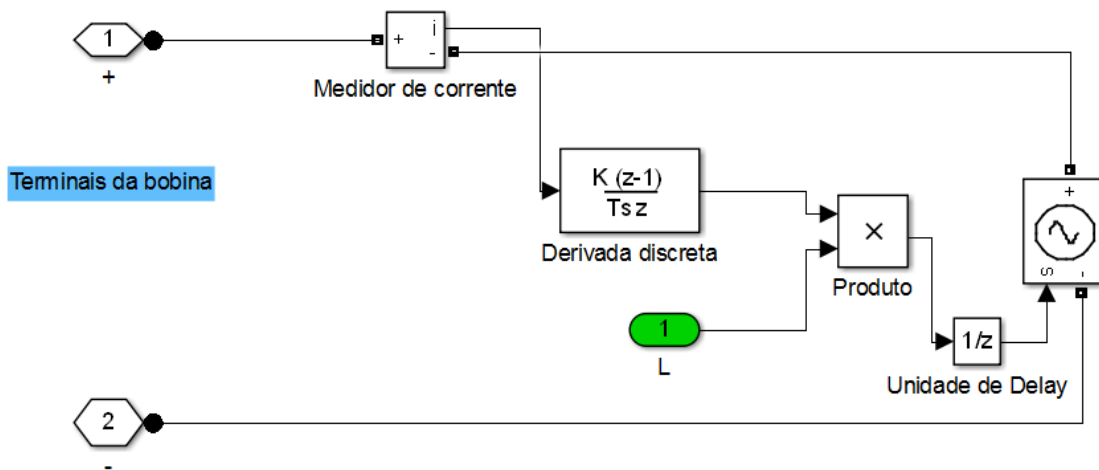 1
+
+
i
-
Medidor de corrente
Terminais da bobina
K (z-1)
Ts z
Derivada discreta
×
Produto
1
L
1/z
Unidade de Delay
+
s
-
2
-